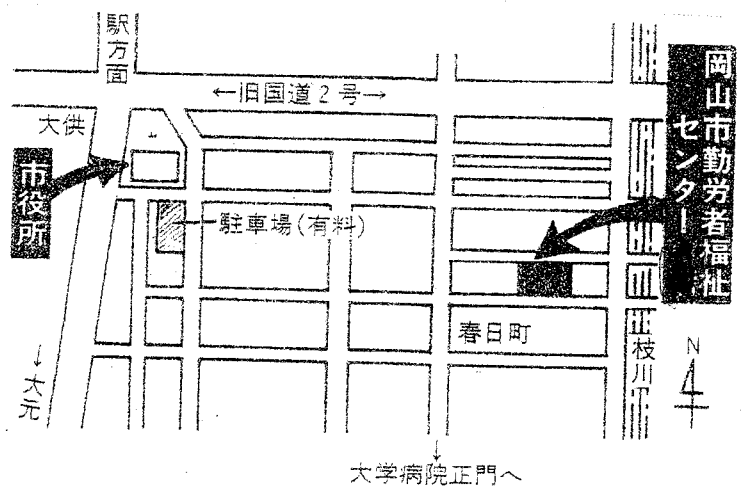 駅方面
←旧国道2号→
大供
市役所
駐車場(有料)
岡山市勤労者福祉
センター
春日町
枝川
N
↓大元
↓
大学病院正門へ